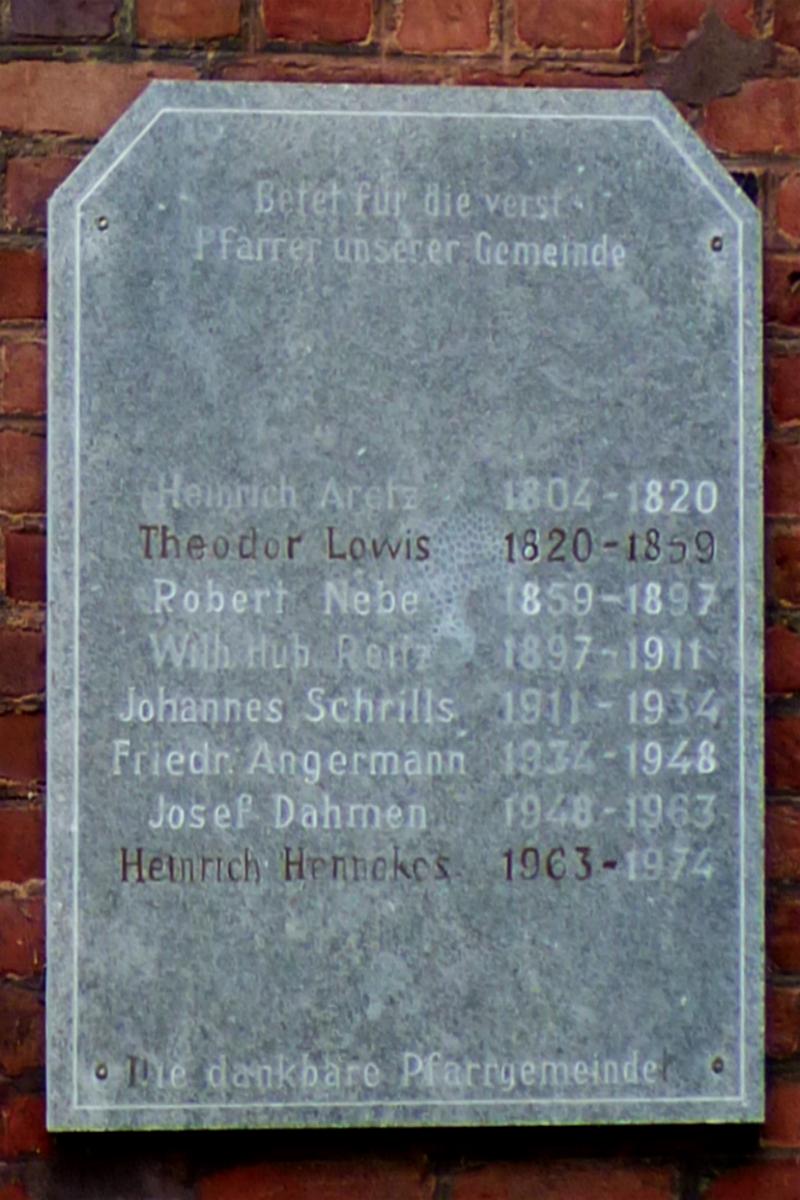 Betet für die verst.
Pfarrer unserer Gemeinde
Heinrich Aretz 1804-1820
Theodor Lowis 1820-1859
Robert Nebe 1859-1897
Wilh. Hub. 1897-1911
Johannes Schrills 1911-1934
Friedr. Angermann 1934-1948
Josef Dahmen 1948-1963
Heinrich Hennekes 1963-1974
Die dankbare Pfarrgemeinde